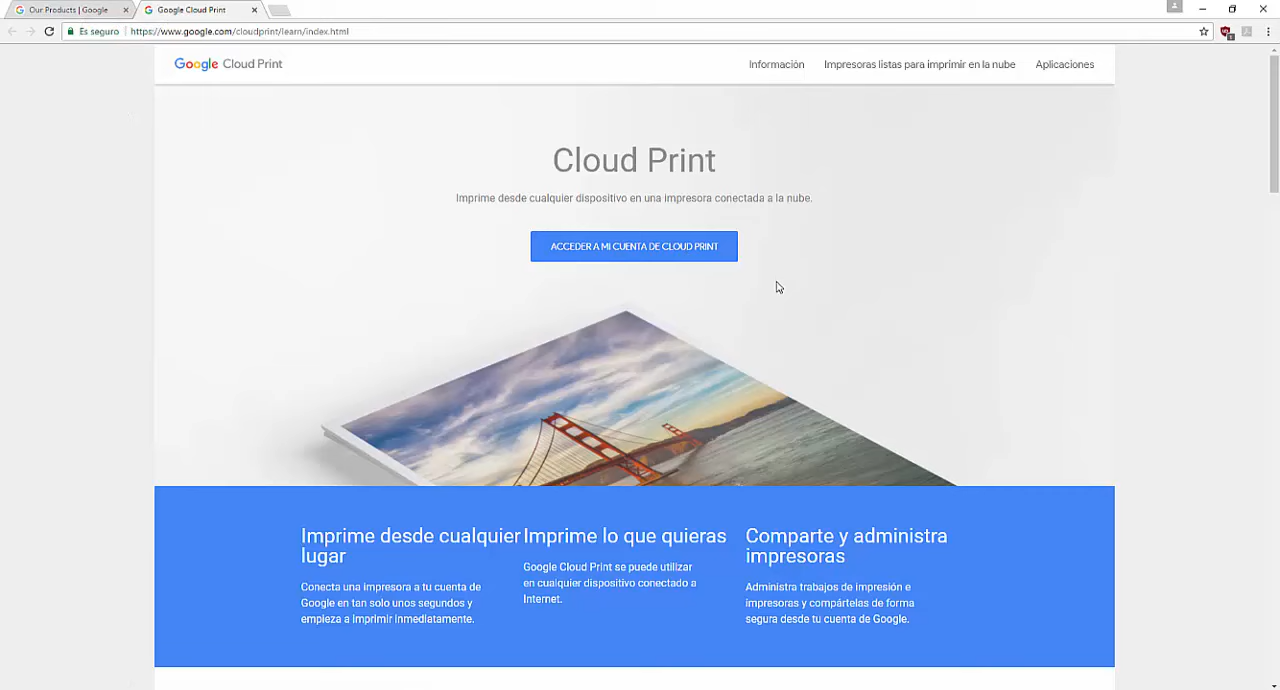 Our Products | Google
Google Cloud Print
Es seguro
https://www.google.com/cloudprint/learn/index.html
Google Cloud Print
Información
Impresoras listas para imprimir en la nube
Aplicaciones
Cloud Print
Imprime desde cualquier dispositivo en una impresora conectada a la nube.
ACCEDER A MI CUENTA DE CLOUD PRINT
Imprime desde cualquier
lugar
Conecta una impresora a tu cuenta de
Google en tan solo unos segundos y
empieza a imprimir inmediatamente.
Imprime lo que quieras
Google Cloud Print se puede utilizar
en cualquier dispositivo conectado a
Internet.
Comparte y administra
impresoras
Administra trabajos de impresión e
impresoras y compártelas de forma
segura desde tu cuenta de Google.